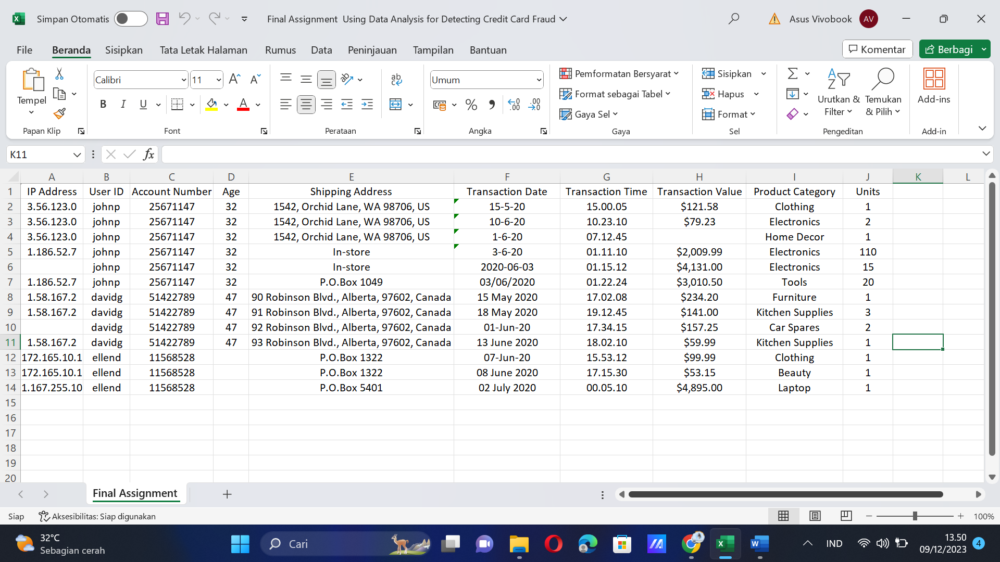 Simpan Otomatis
Final Assignment Using Data Analysis for Detecting Credit Card Fraud
Asus Vivobook AV
File Beranda Sisipkan Tata Letak Halaman Rumus Data Peninjauan Tampilan Bantuan
Komentar Berbagi
Tempel
Papan Klip
Calibri 11
B I U
Font
Perataan
Umum
Angka
Pemformatan Bersyarat
Format sebagai Tabel
Gaya Sel
Gaya
Sisipkan
Hapus
Format
Sel
Urutkan & Filter
Temukan & Pilih
Pengeditan
Add-ins
Add-in
K11
fx
A B C D E F G H I J K L
1 IP Address User ID Account Number Age Shipping Address Transaction Date Transaction Time Transaction Value Product Category Units
2 3.56.123.0 johnp 25671147 32 1542, Orchid Lane, WA 98706, US 15-5-20 15.00.05 $121.58 Clothing 1
3 3.56.123.0 johnp 25671147 32 1542, Orchid Lane, WA 98706, US 10-6-20 10.23.10 $79.23 Electronics 2
4 3.56.123.0 johnp 25671147 32 1542, Orchid Lane, WA 98706, US 1-6-20 07.12.45 Home Decor 1
5 1.186.52.7 johnp 25671147 32 In-store 3-6-20 01.11.10 $2,009.99 Electronics 110
6 johnp 25671147 32 In-store 2020-06-03 01.15.12 $4,131.00 Electronics 15
7 1.186.52.7 johnp 25671147 32 P.O.Box 1049 03/06/2020 01.22.24 $3,010.50 Tools 20
8 1.58.167.2 davidg 51422789 47 90 Robinson Blvd., Alberta, 97602, Canada 15 May 2020 17.02.08 $234.20 Furniture 1
9 1.58.167.2 davidg 51422789 47 91 Robinson Blvd., Alberta, 97602, Canada 18 May 2020 19.12.45 $141.00 Kitchen Supplies 3
10 davidg 51422789 47 92 Robinson Blvd., Alberta, 97602, Canada 01-Jun-20 17.34.15 $157.25 Car Spares 2
11 1.58.167.2 davidg 51422789 47 93 Robinson Blvd., Alberta, 97602, Canada 13 June 2020 18.02.10 $59.99 Kitchen Supplies 1
12 172.165.10.1 ellend 11568528 P.O.Box 1322 07-Jun-20 15.53.12 $99.99 Clothing 1
13 172.165.10.1 ellend 11568528 P.O.Box 1322 08 June 2020 17.15.30 $53.15 Beauty 1
14 1.167.255.10 ellend 11568528 P.O.Box 5401 02 July 2020 00.05.10 $4,895.00 Laptop 1
15
16
17
18
19
20
Final Assignment
Siap Aksesibilitas: Siap digunakan
100%
32°C
Sebagian cerah
Cari
IND
13.50
09/12/2023
4